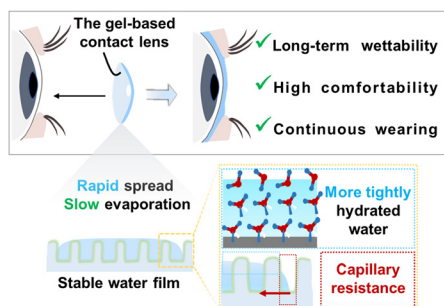 The gel-based
contact lens
✓Long-term wettability
✓High comfortability
✓Continuous wearing
Rapid spread
Slow evaporation
Stable water film
More tightly
hydrated
water
Capillary
resistance